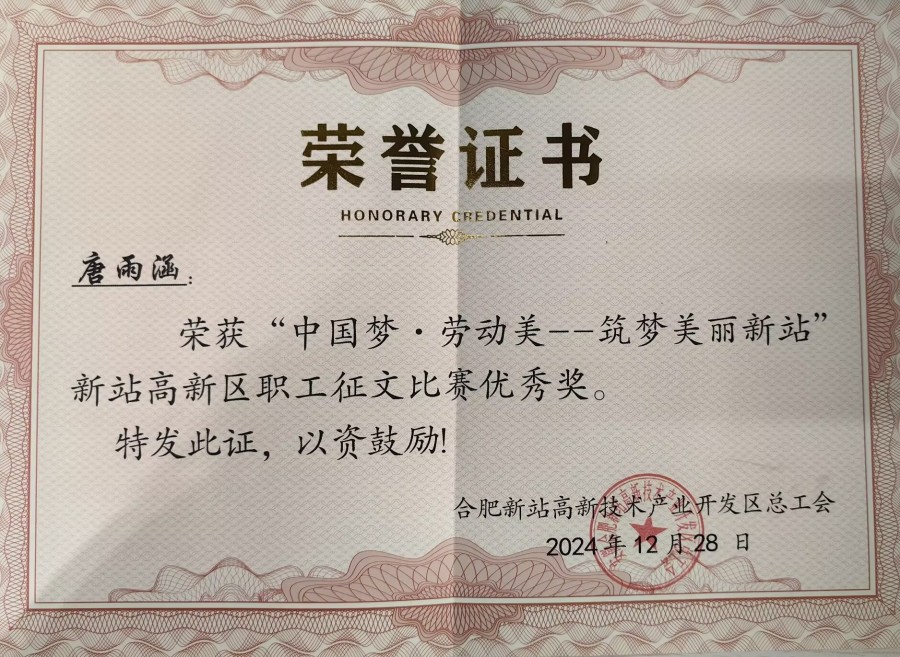 荣誉证书
HONORARY CREDENTIAL
唐雨涵：
荣获“中国梦·劳动美--筑梦美丽新站”
新站高新区职工征文比赛优秀奖。
特发此证，以资鼓励!
合肥新站高新技术产业开发区总工会
2024年12月28日